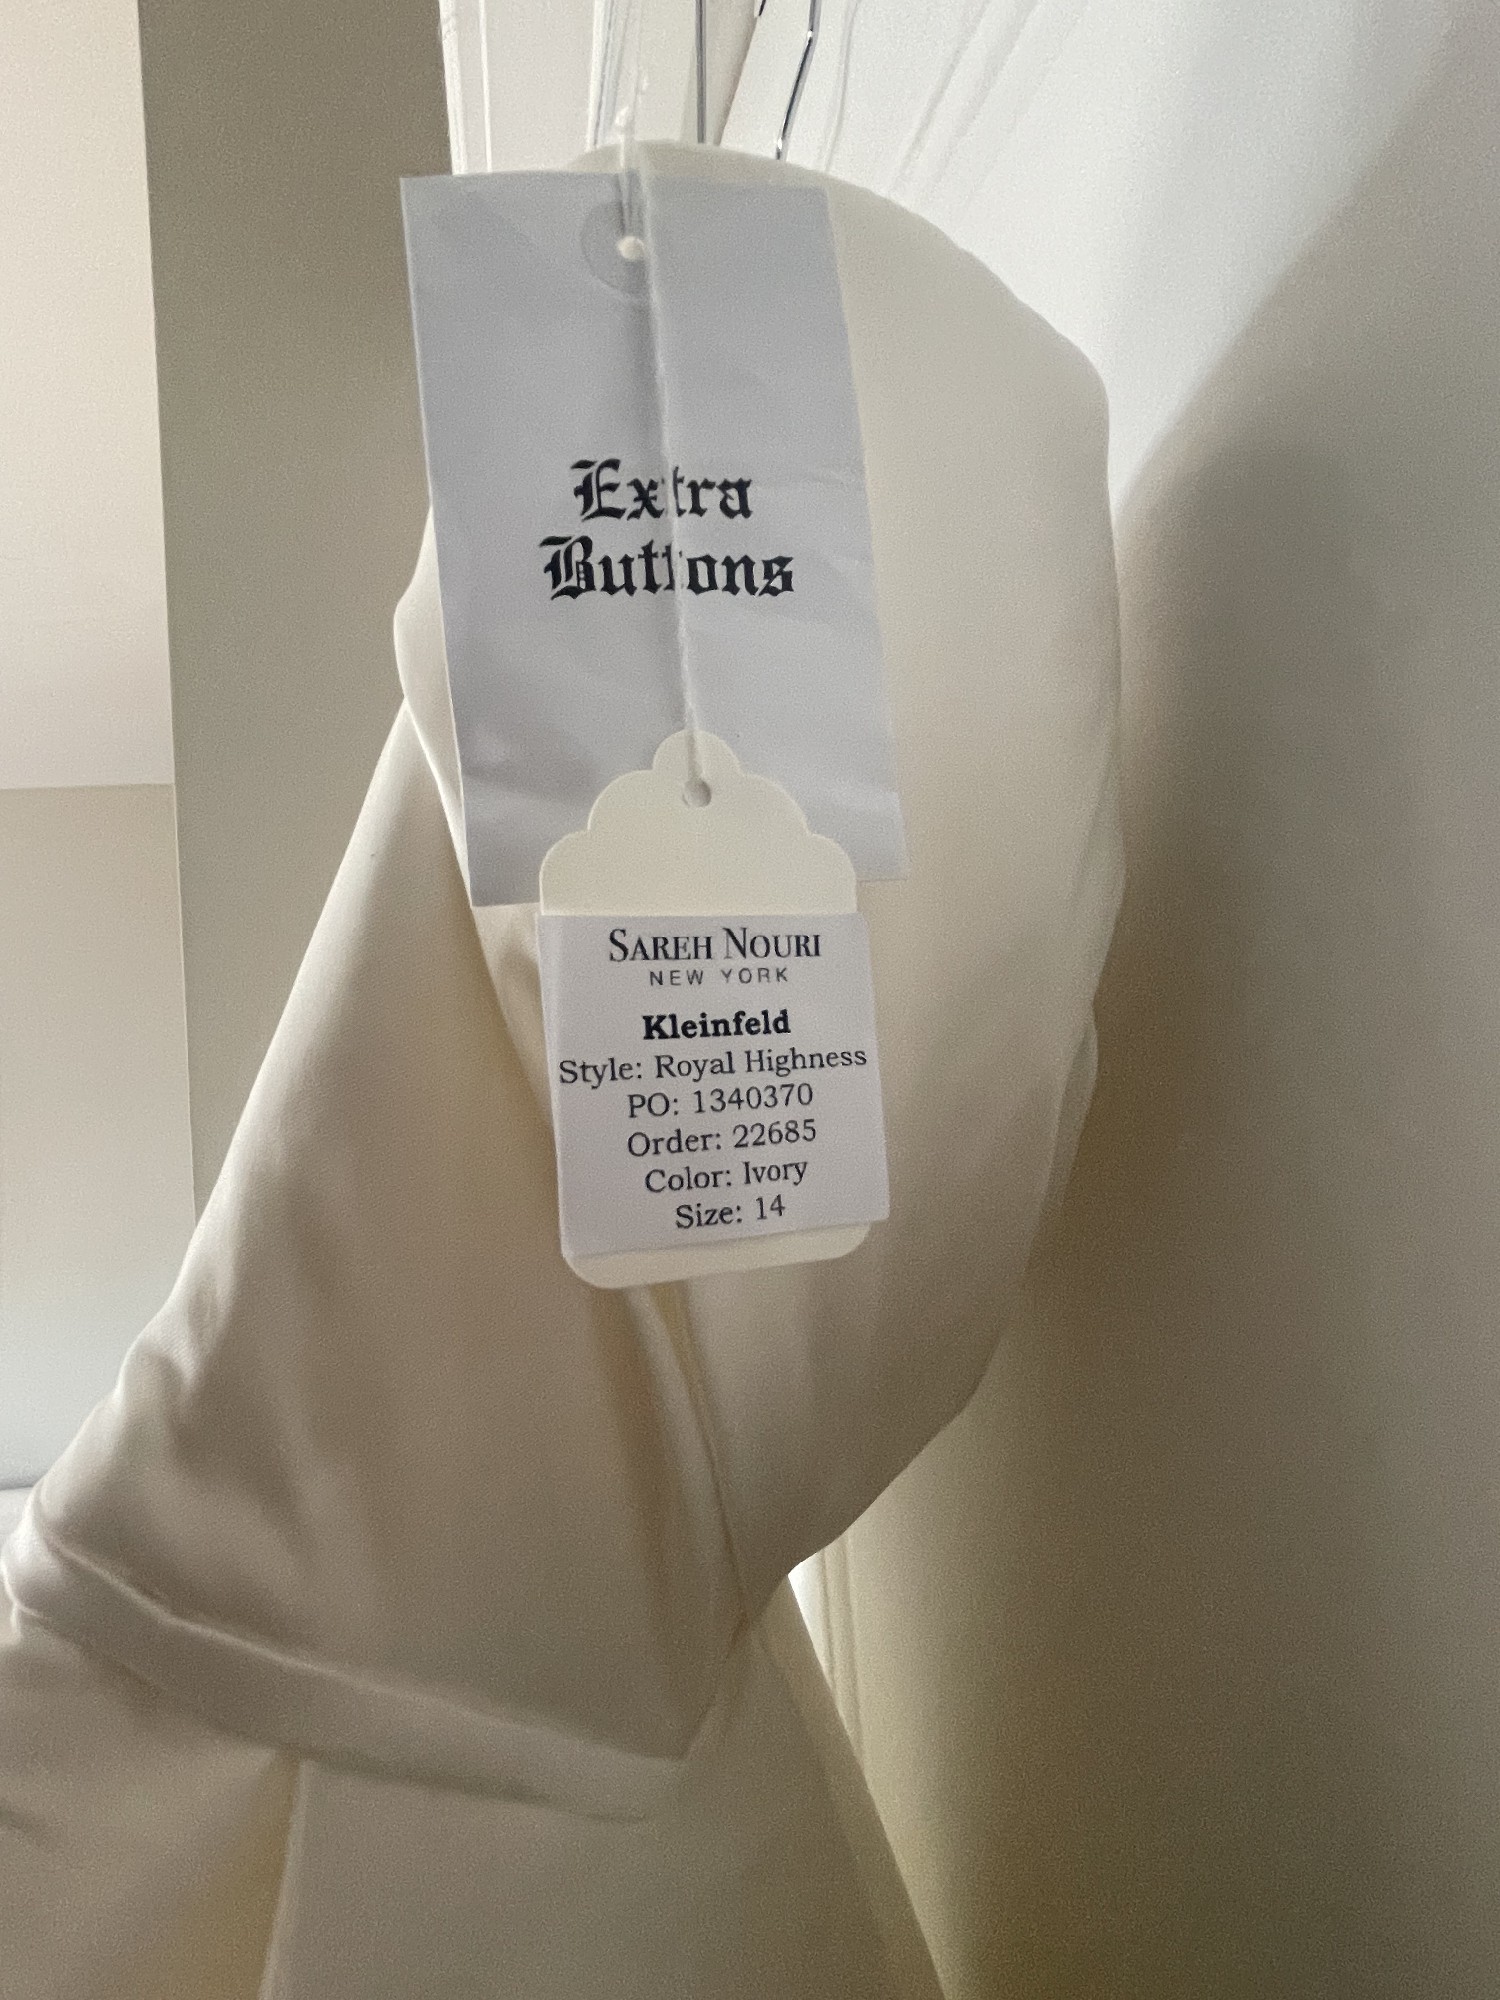 Extra
Buttons
SAREH NOURI
NEW YORK
Kleinfeld
Style: Royal Highness
PO: 1340370
Order: 22685
Color: Ivory
Size: 14